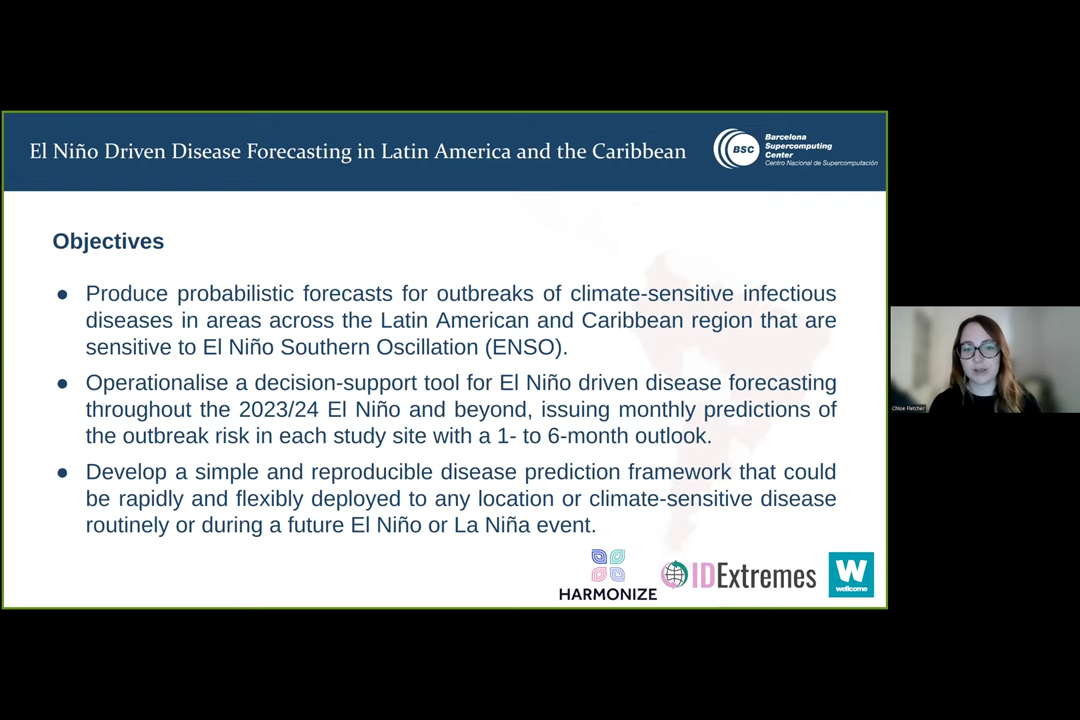 El Niño Driven Disease Forecasting in Latin America and the Caribbean
BSC
Barcelona
Supercomputing
Center
Centro Nacional de Supercomputación
Objectives
● Produce probabilistic forecasts for outbreaks of climate-sensitive infectious
diseases in areas across the Latin American and Caribbean region that are
sensitive to El Niño Southern Oscillation (ENSO).
● Operationalise a decision-support tool for El Niño driven disease forecasting
throughout the 2023/24 El Niño and beyond, issuing monthly predictions of
the outbreak risk in each study site with a 1- to 6-month outlook.
● Develop a simple and reproducible disease prediction framework that could
be rapidly and flexibly deployed to any location or climate-sensitive disease
routinely or during a future El Niño or La Niña event.
HARMONIZE
IDExtremes
W
wellcome
Chloe Fletcher